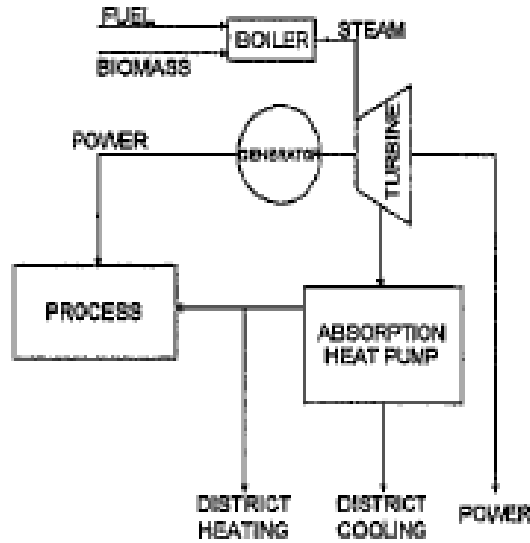 FUEL
BOILER
STEAM
BIOMASS
TURBINE
POWER
GENERATOR
PROCESS
ABSORPTION
HEAT PUMP
DISTRICT
HEATING
DISTRICT
COOLING
POWER